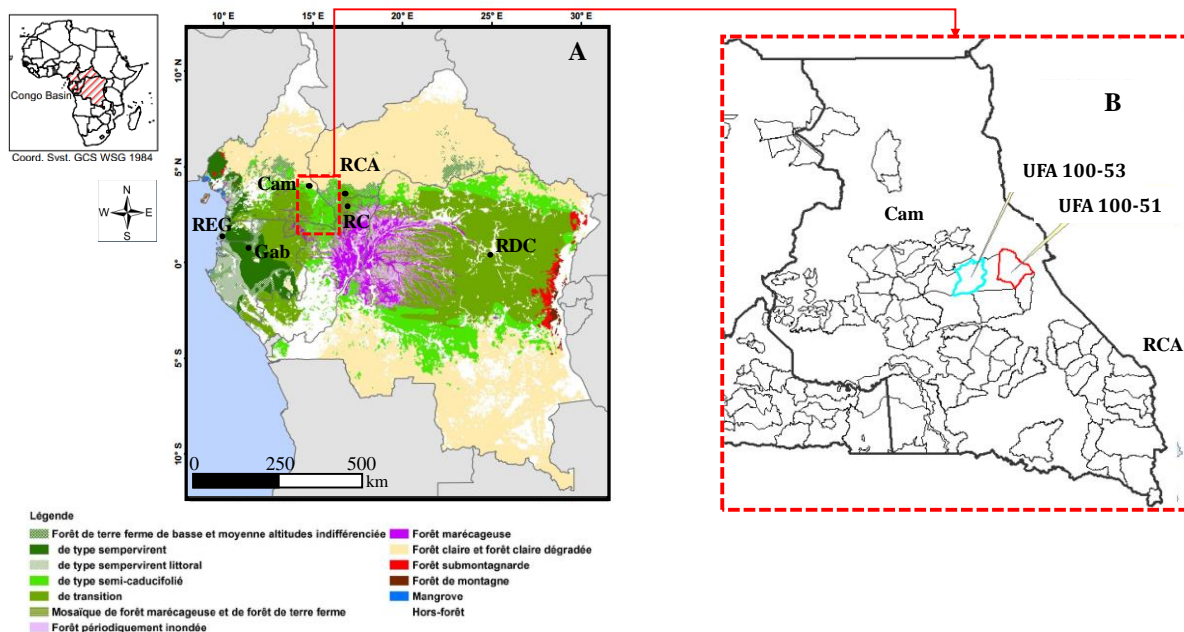 10° E
15° E
20° E
25° E
30° E
A
B
Congo Basin
Coord. Syst. GCS WSG 1984
N
W
E
S
10° N
5° N
0°
5° S
10° S
RCA
Cam
REG
RC
Gab
RDC
0
250
500
km
UFA 100-53
UFA 100-51
Cam
RCA
Légende
Forêt de terre ferme de basse et moyenne altitudes indifférenciée
de type sempervirent
de type sempervirent littoral
de type semi-caducifolié
de transition
Mosaïque de forêt marécageuse et de forêt de terre ferme
Forêt périodiquement inondée
Forêt marécageuse
Forêt claire et forêt claire dégradée
Forêt submontagnarde
Forêt de montagne
Mangrove
Hors-forêt